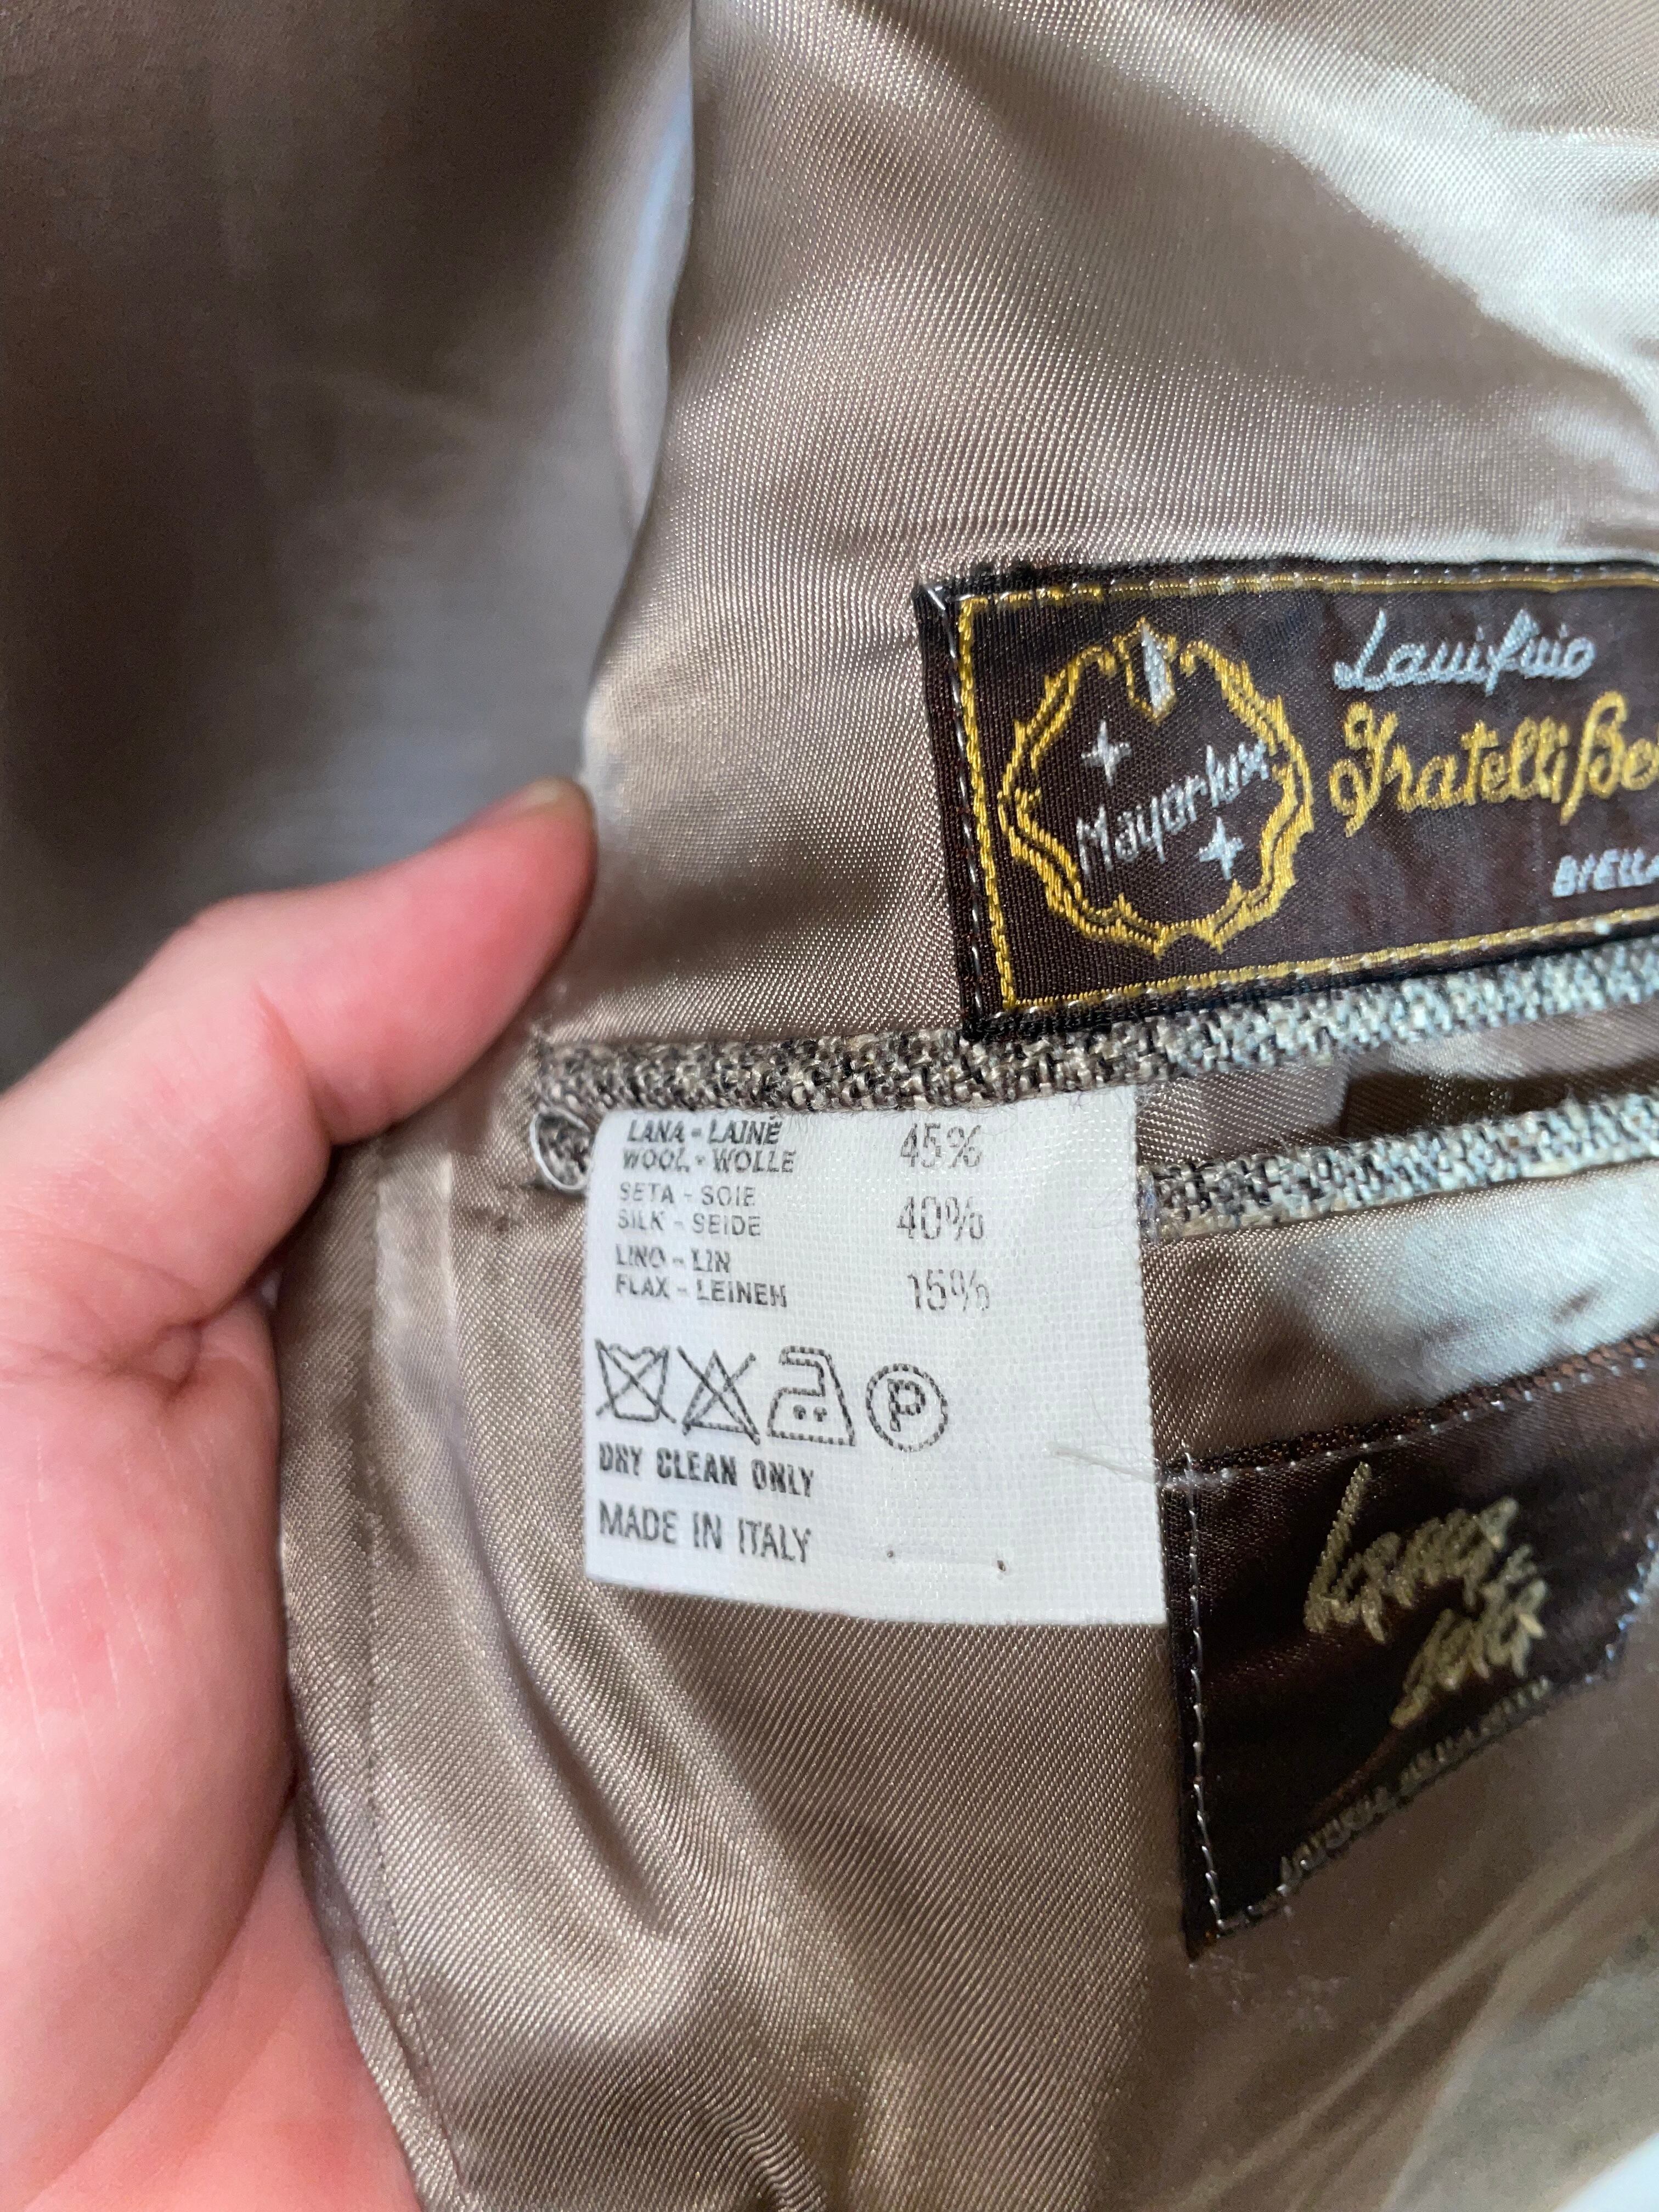 Lanificio
Fratelli Be
Mayorlux
BIELLA
LANA - LAINE 45%
WOOL - WOLLE
SETA - SOIE 40%
SILK - SEIDE
LINO - LIN
FLAX - LEINEN 15%
P
DRY CLEAN ONLY
MADE IN ITALY